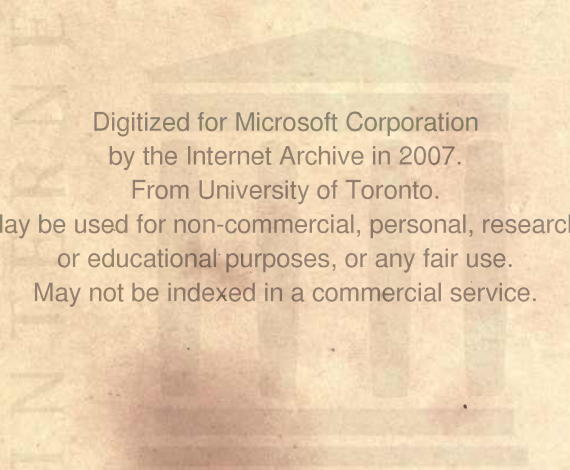 Digitized for Microsoft Corporation
by the Internet Archive in 2007.
From University of Toronto.
ay be used for non-commercial, personal, research
or educational purposes, or any fair use.
May not be indexed in a commercial service.